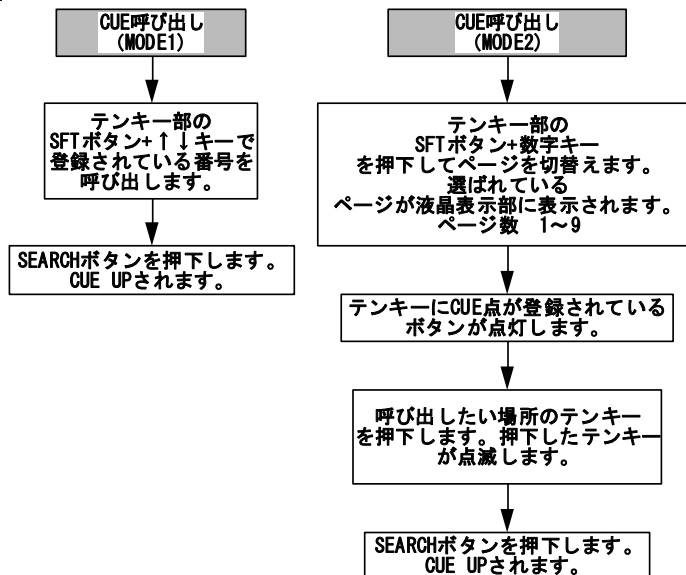 CUE呼び出し
(MODE1)
テンキー部の
SFTボタン+↑↓キーで
登録されている番号を
呼び出します。
SEARCHボタンを押下します。
CUE UPされます。
CUE呼び出し
(MODE2)
テンキー部の
SFTボタン+数字キー
を押下してページを切替えます。
選ばれている
ページが液晶表示部に表示されます。
ページ数 1～9
テンキーにCUE点が登録されている
ボタンが点灯します。
呼び出したい場所のテンキー
を押下します。押下したテンキー
が点滅します。
SEARCHボタンを押下します。
CUE UPされます。